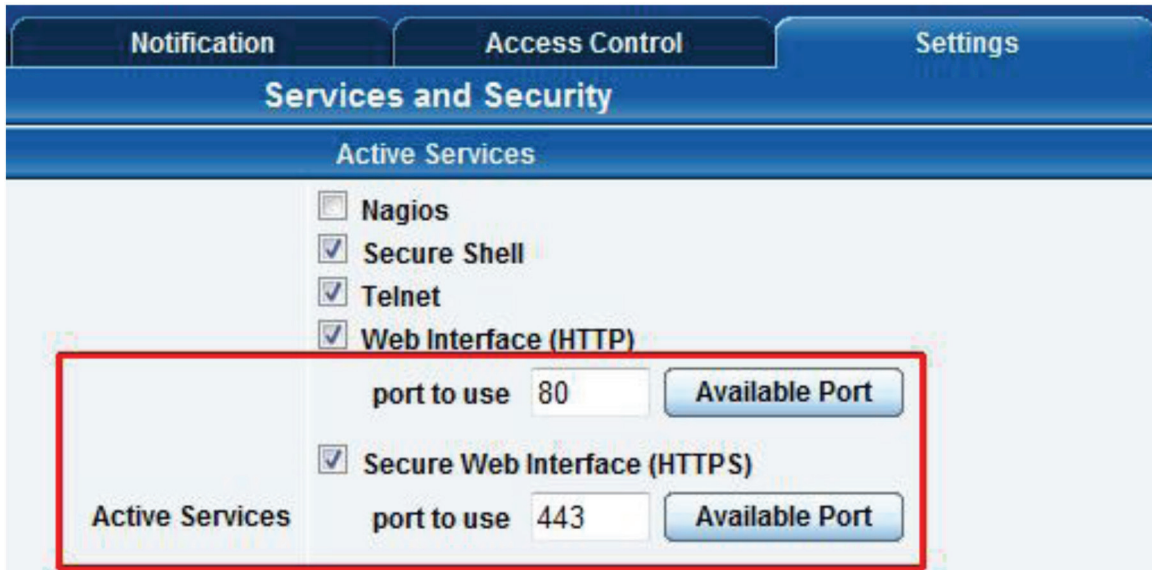 Notification Access Control Settings
Services and Security
Active Services
Nagios
Secure Shell
Telnet
Web Interface (HTTP)
port to use 80 Available Port
Secure Web Interface (HTTPS)
Active Services port to use 443 Available Port